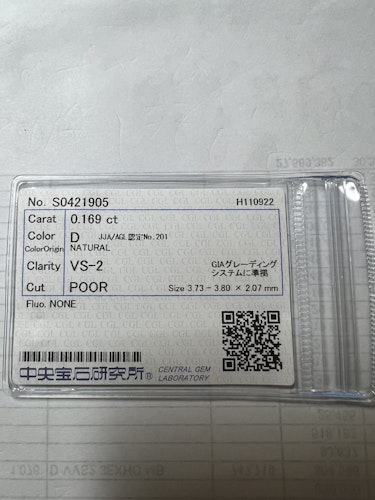 No. S0421905 H110922
Carat 0.169 ct
Color D JJA/AGL認定No.201
ColorOrigin NATURAL
Clarity VS-2 GIAグレーディング
システムに準拠
Cut POOR Size 3.73 - 3.80 × 2.07 mm
Fluo. NONE
中央宝石研究所® CENTRAL GEM
LABORATORY